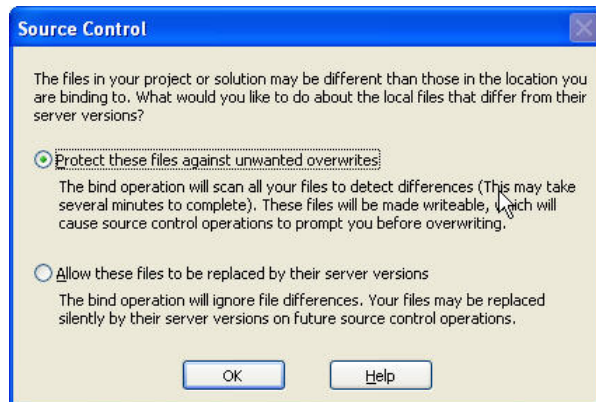 Source Control
The files in your project or solution may be different than those in the location you
are binding to. What would you like to do about the local files that differ from their
server versions?
Protect these files against unwanted overwrites
The bind operation will scan all your files to detect differences (This may take
several minutes to complete). These files will be made writeable, which will
cause source control operations to prompt you before overwriting.
Allow these files to be replaced by their server versions
The bind operation will ignore file differences. Your files may be replaced
silently by their server versions on future source control operations.
OK
Help